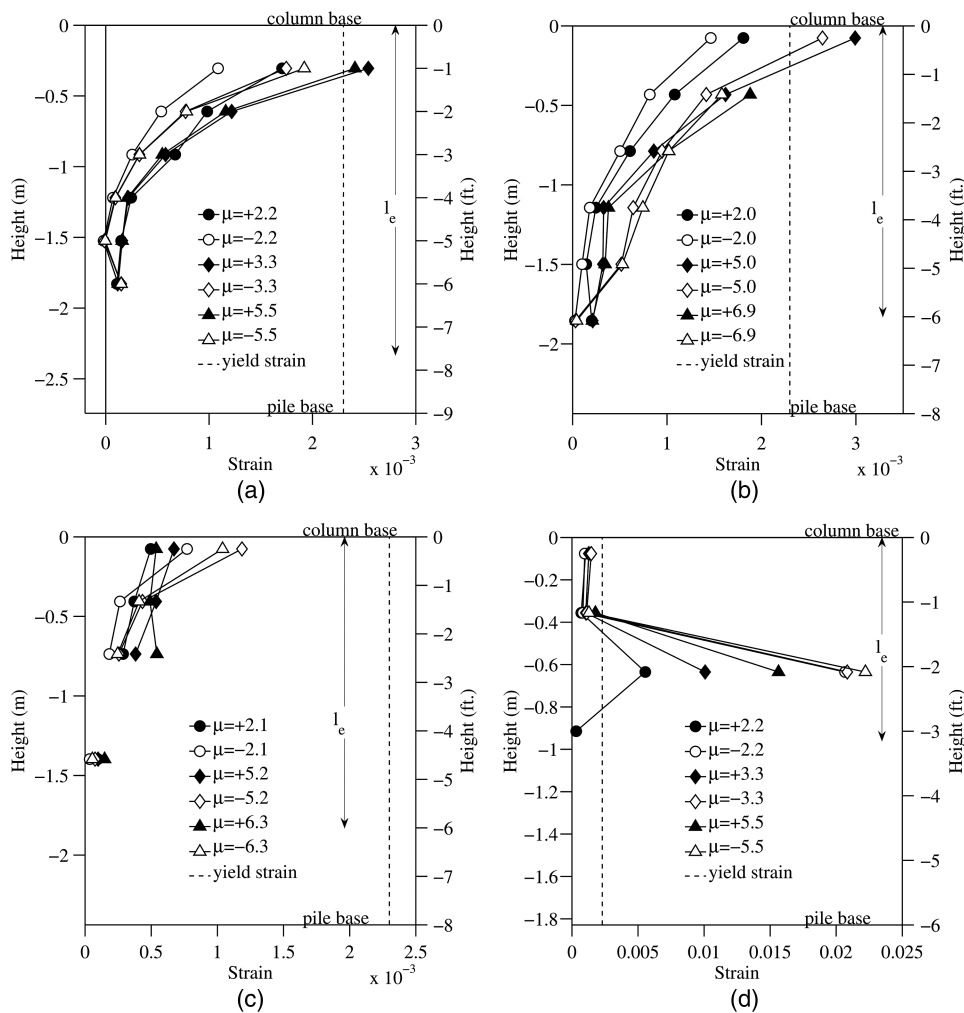 column base
0
−0.5
−1
−1.5
−2
−2.5
Height (m)
0
−1
−2
−3
−4
−5
−6
−7
−8
−9
Height (ft.)
l_e
μ=+2.2
μ=−2.2
μ=+3.3
μ=−3.3
μ=+5.5
μ=−5.5
yield strain
pile base
0 1 2 3
Strain
x 10⁻³
(a)
column base
0
−0.5
−1
−1.5
−2
Height (m)
0
−1
−2
−3
−4
−5
−6
−7
−8
Height (ft.)
l_e
μ=+2.0
μ=−2.0
μ=+5.0
μ=−5.0
μ=+6.9
μ=−6.9
yield strain
pile base
0 1 2 3
Strain
x 10⁻³
(b)
column base
0
−0.5
−1
−1.5
−2
Height (m)
0
−1
−2
−3
−4
−5
−6
−7
−8
Height (ft.)
l_e
μ=+2.1
μ=−2.1
μ=+5.2
μ=−5.2
μ=+6.3
μ=−6.3
yield strain
pile base
0 0.5 1 1.5 2 2.5
Strain
x 10⁻³
(c)
column base
0
−0.2
−0.4
−0.6
−0.8
−1
−1.2
−1.4
−1.6
−1.8
Height (m)
0
−1
−2
−3
−4
−5
−6
Height (ft.)
l_e
μ=+2.2
μ=−2.2
μ=+3.3
μ=−3.3
μ=+5.5
μ=−5.5
yield strain
pile base
0 0.005 0.01 0.015 0.02 0.025
Strain
(d)